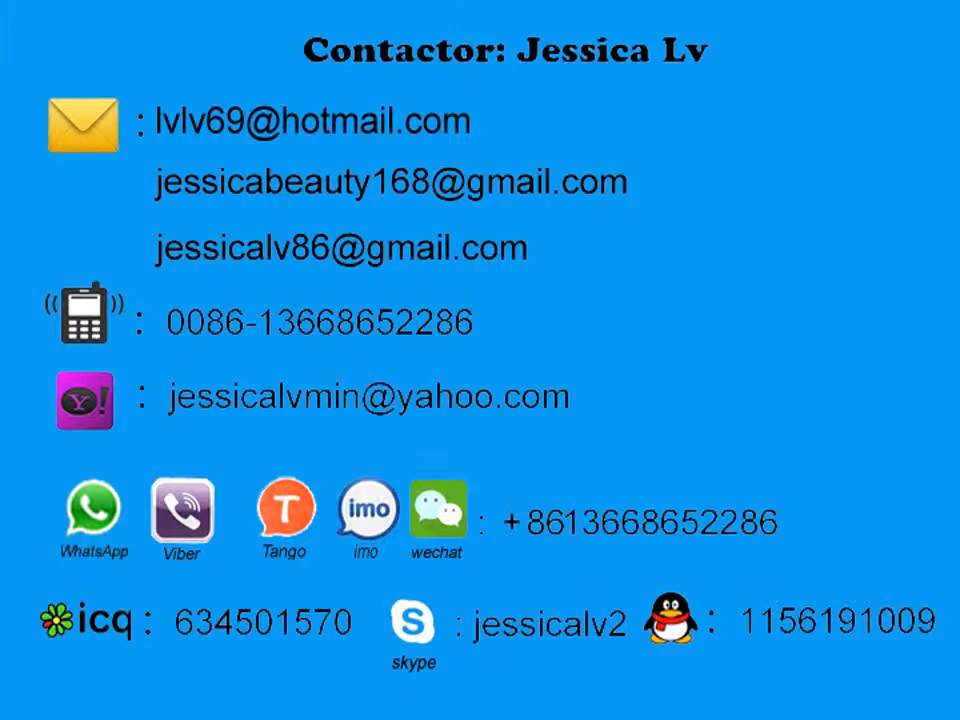 Contactor: Jessica Lv
: lvlv69@hotmail.com
jessicabeauty168@gmail.com
jessicalv86@gmail.com
: 0086-13668652286
Y! : jessicalvmin@yahoo.com
T imo : +8613668652286
WhatsApp Viber Tango imo wechat
icq : 634501570 S : jessicalv2 : 1156191009
skype